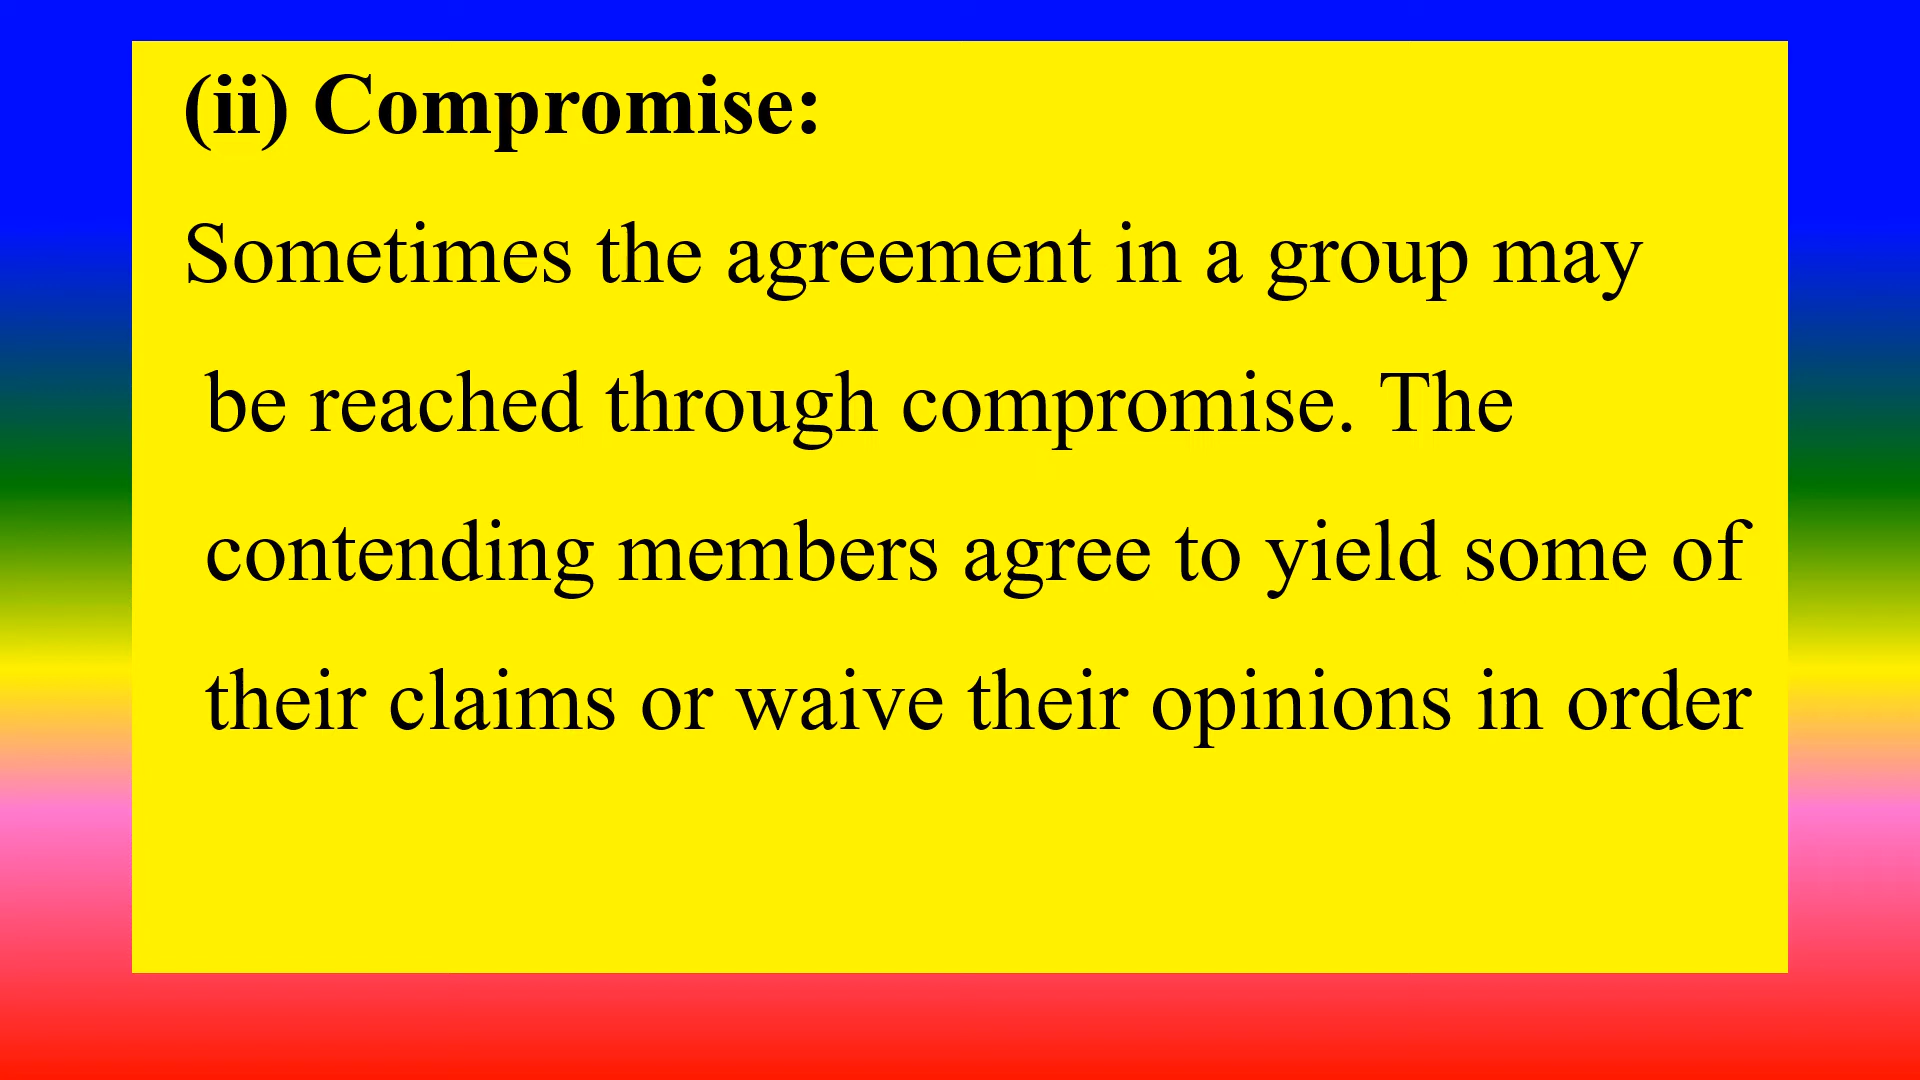 (ii) Compromise:
Sometimes the agreement in a group may
be reached through compromise. The
contending members agree to yield some of
their claims or waive their opinions in order